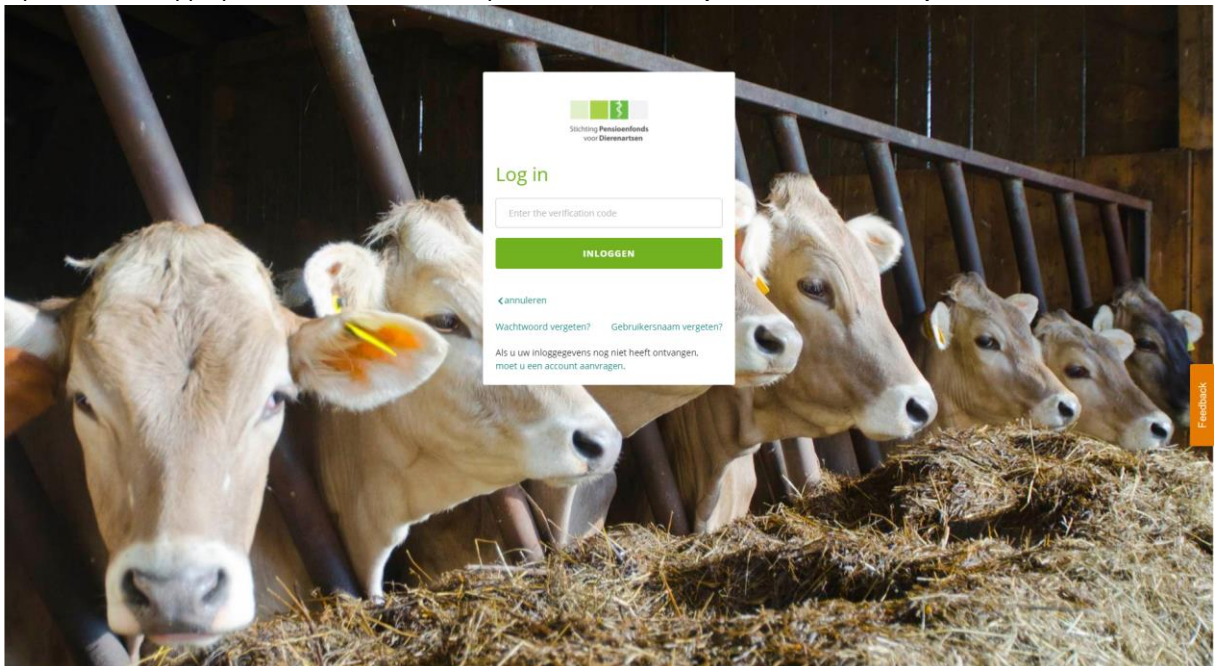 Stichting Pensioenfonds
voor Dierenartsen
Log in
Enter the verification code
INLOGGEN
annuleren
Wachtwoord vergeten? Gebruikersnaam vergeten?
Als u uw inloggegevens nog niet heeft ontvangen,
moet u een account aanvragen.
Feedback